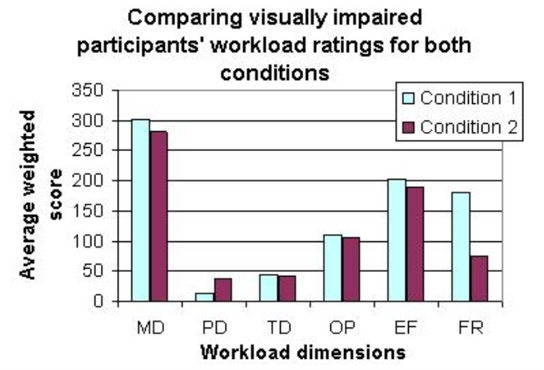 Comparing visually impaired
participants' workload ratings for both
conditions
Condition 1
Condition 2
Average weighted
score
350
300
250
200
150
100
50
0
MD PD TD OP EF FR
Workload dimensions